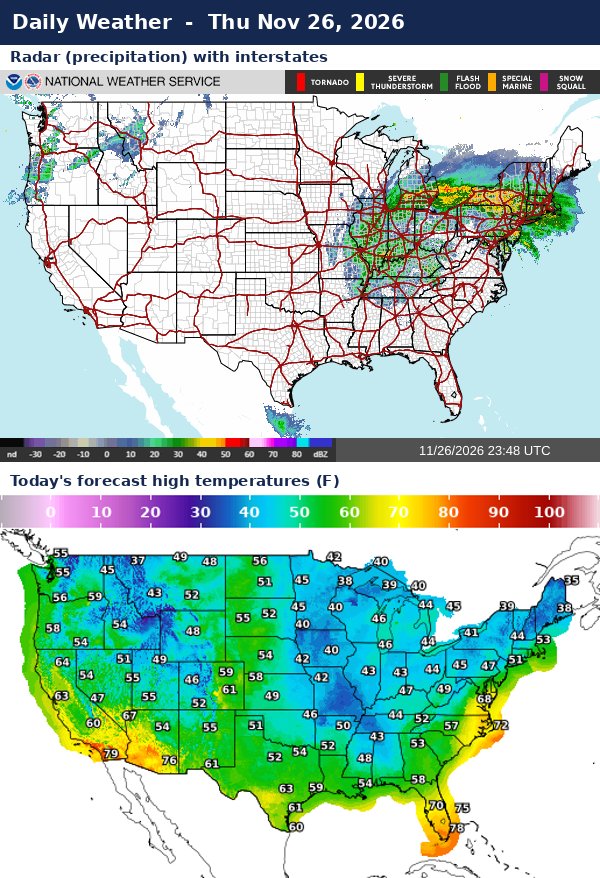 Daily Weather - Thu Nov 26, 2026
Radar (precipitation) with interstates
NATIONAL WEATHER SERVICE
TORNADO SEVERE THUNDERSTORM FLASH FLOOD SPECIAL MARINE SNOW SQUALL
nd -30 -20 -10 0 10 20 30 40 50 60 70 80 dBZ
11/26/2026 23:48 UTC
Today's forecast high temperatures (F)
0 10 20 30 40 50 60 70 80 90 100
55 37 49 48 56 42 40
55 45 51 45 38 39 40 35
56 59 43 52 45 40 44 45 39 38
58 54 48 55 52 40 46 41 44 53
54 40 46 44
64 51 49 54 42 43 43 44 45 47 51
54 55 46 59 58 42
63 47 55 52 61 49 47 49 68
60 67 54 55 51 46 50 44 52 57 72
79 76 61 52 54 52 43 53
48
63 59 54 58
61 70 75
60 78